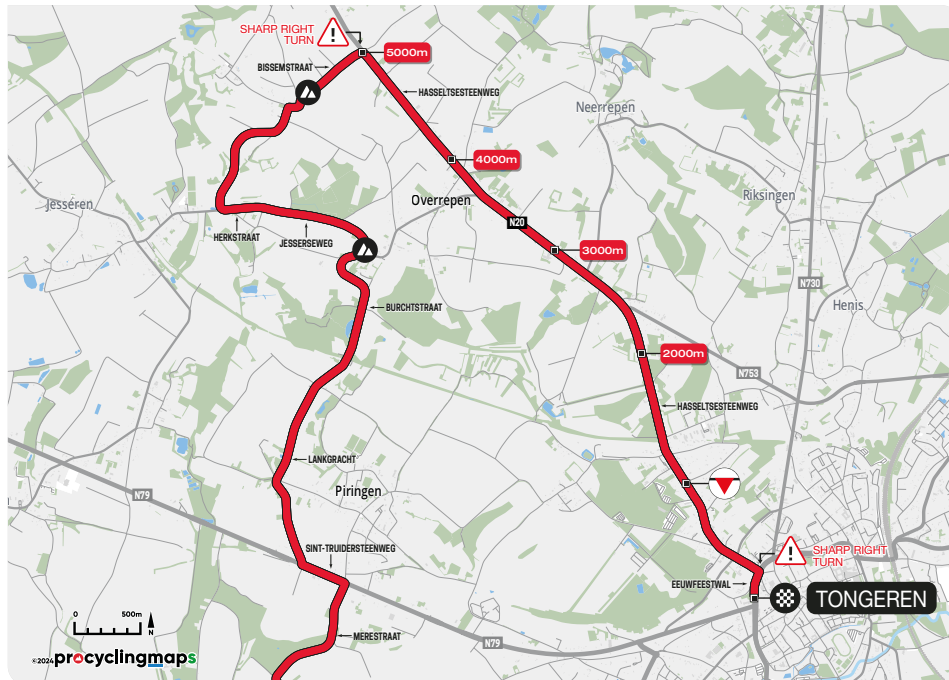 SHARP RIGHT
TURN
!
5000m
BISSEMSTRAAT
HASSELTSESTEENWEG
Neerrepen
4000m
Jesseren
Overrepen
Riksingen
N20
HERKSTRAAT
JESSERSEWEG
3000m
N730
Henis
BURCHTSTRAAT
2000m
N753
HASSELTSESTEENWEG
LANKGRACHT
Piringen
N79
SINT-TRUIDERSTEENWEG
!
SHARP RIGHT
TURN
EEUWFEESTWAL
TONGEREN
0 500m
N
MERESTRAAT
N79
©2024 procyclingmaps